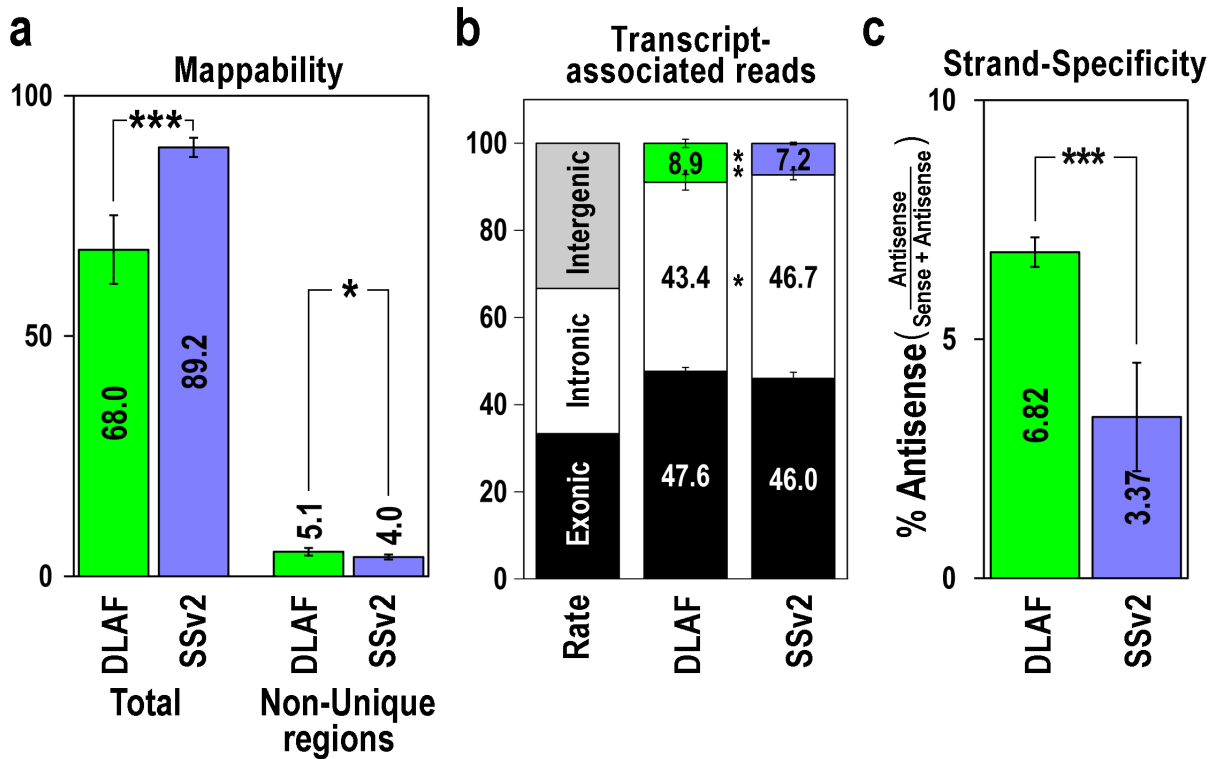 a
Mappability
100
50
0
***
*
68.0
89.2
5.1
4.0
DLAF
SSv2
DLAF
SSv2
Total
Non-Unique
regions
b
Transcript-
associated reads
100
80
60
40
20
0
Intergenic
Intronic
Exonic
8.9
43.4
47.6
**
*
7.2
46.7
46.0
Rate
DLAF
SSv2
c
Strand-Specificity
% Antisense ( Antisense
Sense + Antisense )
10
5
0
***
6.82
3.37
DLAF
SSv2